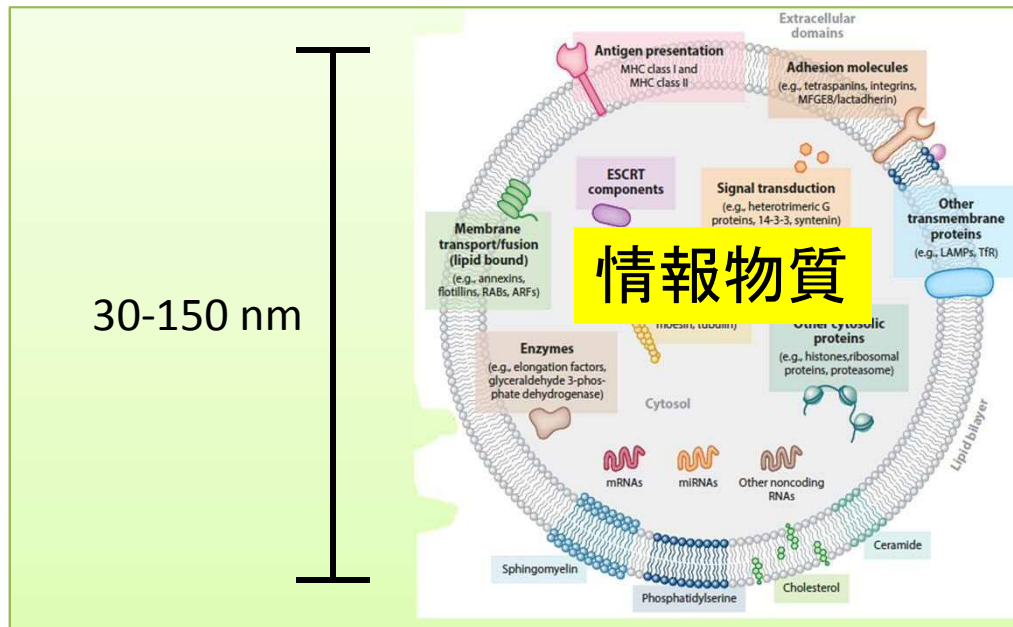 Extracellular
domains
Antigen presentation
MHC class I and
MHC class II
Adhesion molecules
(e.g., tetraspanins, integrins,
MFGE8/lactadherin)
ESCRT
components
Signal transduction
(e.g., heterotrimeric G
proteins, 14-3-3, syntenin)
Other
transmembrane
proteins
(e.g., LAMPs, TfR)
Membrane
transport/fusion
(lipid bound)
(e.g., annexins,
flotillins, RABs, ARFs)
情報物質
30-150 nm
moesin, tubulin)
Other cytosolic
proteins
(e.g., histones,ribosomal
proteins, proteasome)
Enzymes
(e.g., elongation factors,
glyceraldehyde 3-phos-
phate dehydrogenase)
Cytosol
Lipid bilayer
mRNAs
miRNAs
Other noncoding
RNAs
Sphingomyelin
Phosphatidylserine
Cholesterol
Ceramide